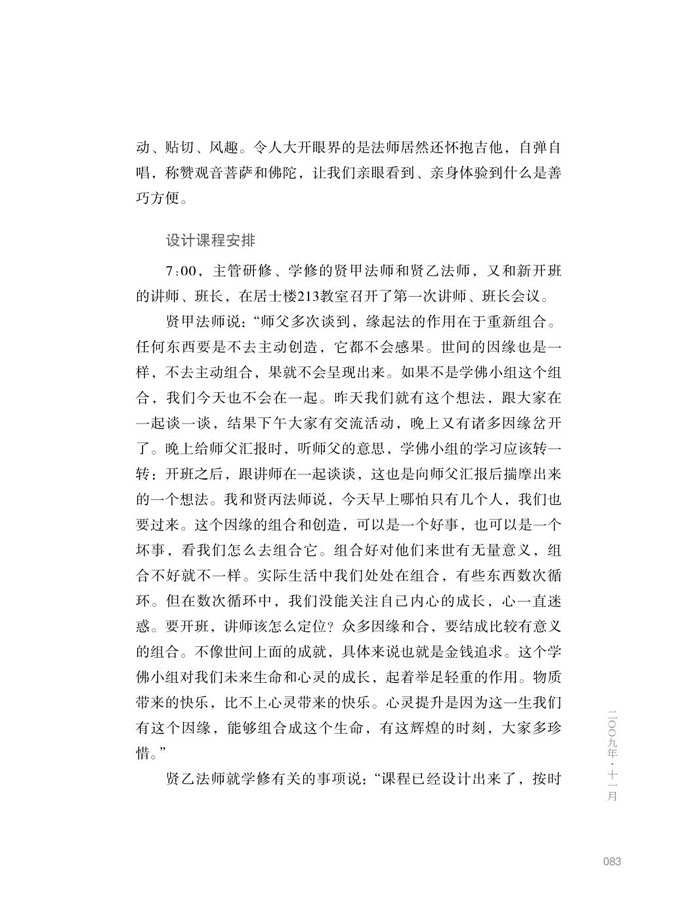 动、贴切、风趣。令人大开眼界的是法师居然还怀抱吉他，自弹自
唱，称赞观音菩萨和佛陀，让我们亲眼看到、亲身体验到什么是善
巧方便。
设计课程安排
7:00，主管研修、学修的贤甲法师和贤乙法师，又和新开班
的讲师、班长，在居士楼213教室召开了第一次讲师、班长会议。
贤甲法师说：“师父多次谈到，缘起法的作用在于重新组合。
任何东西要是不去主动创造，它都不会感果。世间的因缘也是一
样，不去主动组合，果就不会呈现出来。如果不是学佛小组这个组
合，我们今天也不会在一起。昨天我们就有这个想法，跟大家在
一起谈一谈，结果下午大家有交流活动，晚上又有诸多因缘岔开
了。晚上给师父汇报时，听师父的意思，学佛小组的学习应该转一
转；开班之后，跟讲师在一起谈谈，这也是向师父汇报后揣摩出来
的一个想法。我和贤丙法师说，今天早上哪怕只有几个人，我们也
要过来。这个因缘的组合和创造，可以是一个好事，也可以是一个
坏事，看我们怎么去组合它。组合好对他们来世有无量意义，组
合不好就不一样。实际生活中我们处处在组合，有些东西数次循
环。但在数次循环中，我们没能关注自己内心的成长，心一直迷
惑。要开班，讲师该怎么定位？众多因缘和合，要结成比较有意义
的组合。不像世间上面的成就，具体来说也就是金钱追求。这个学
佛小组对我们未来生命和心灵的成长，起着举足轻重的作用。物质
带来的快乐，比不上心灵带来的快乐。心灵提升是因为这一生我们
有这个因缘，能够组合成这个生命，有这辉煌的时刻，大家多珍
惜。”
贤乙法师就学修有关的事项说：“课程已经设计出来了，按时
二〇〇九年·十一月
083